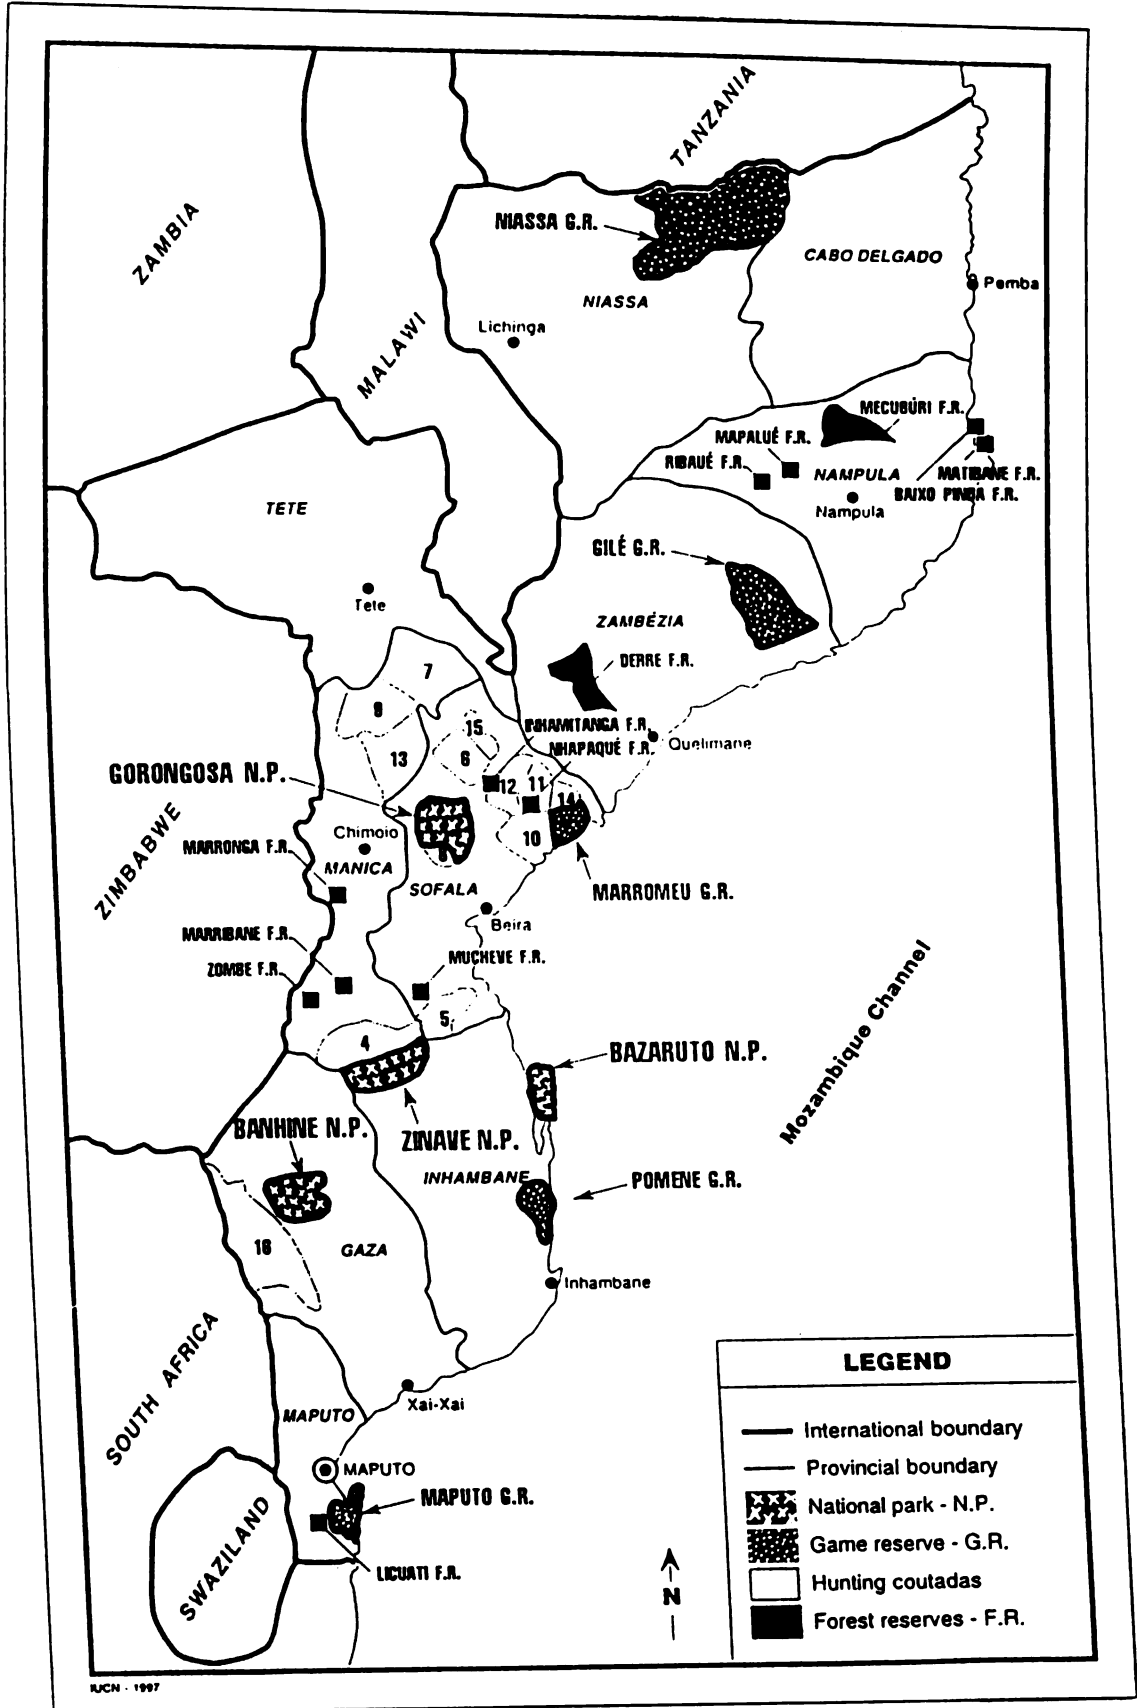 TANZANIA
ZAMBIA
NIASSA G.R.
CABO DELGADO
Pemba
NIASSA
Lichinga
MALAWI
MECUBÚRI F.R.
MAPALUÉ F.R.
RIBAUÉ F.R.
NAMPULA
MATIBANE F.R.
BAIXO PINDA F.R.
Nampula
TETE
GILÉ G.R.
Tete
ZAMBÉZIA
DERRE F.R.
7
9
15
INHAMITANGA F.R.
Quelimane
NHAPAQUÉ F.R.
13
6
GORONGOSA N.P.
12
11
14
ZIMBABWE
Chimoio
10
MARRONGA F.R.
MANICA
8
SOFALA
MARROMEU G.R.
Beira
MARRIBANE F.R.
MUCHEVE F.R.
ZOMBE F.R.
Mozambique Channel
5
4
BAZARUTO N.P.
BANHINE N.P.
ZINAVE N.P.
INHAMBANE
POMENE G.R.
16
GAZA
Inhambane
SOUTH AFRICA
Xai-Xai
MAPUTO
MAPUTO
MAPUTO G.R.
SWAZILAND
LICUATI F.R.
N
LEGEND
International boundary
Provincial boundary
National park - N.P.
Game reserve - G.R.
Hunting coutadas
Forest reserves - F.R.
IUCN - 1997